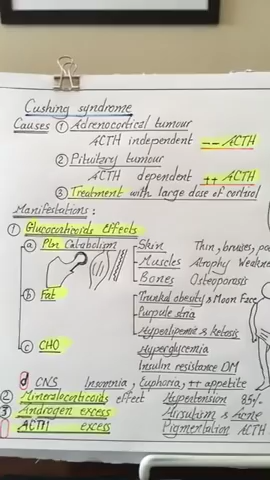 Cushing syndrome
Causes ① Adrenocortical tumour
ACTH independent -- ACTH
② Pituitary tumour
ACTH dependent ++ ACTH
③ Treatment with large dose of cortisol
Manifestations :
① Glucocorticoids effects
(a) Ptn Catabolism Skin Thin, bruises,
Muscles Atrophy Weakness
Bones Osteoporosis
(b) Fat Trunkal obesity & Moon Face
Purpule stria
Hyperlipemia & ketosis
(c) CHO Hyperglycemia
Insulin resistance DM
(d) CNS Insomnia, Euphoria, ++ appetite
② Mineralocorticoids effect Hypertension 85%
③ Androgen excess Hirsutism & Acne
ACTH excess Pigmentation ACTH